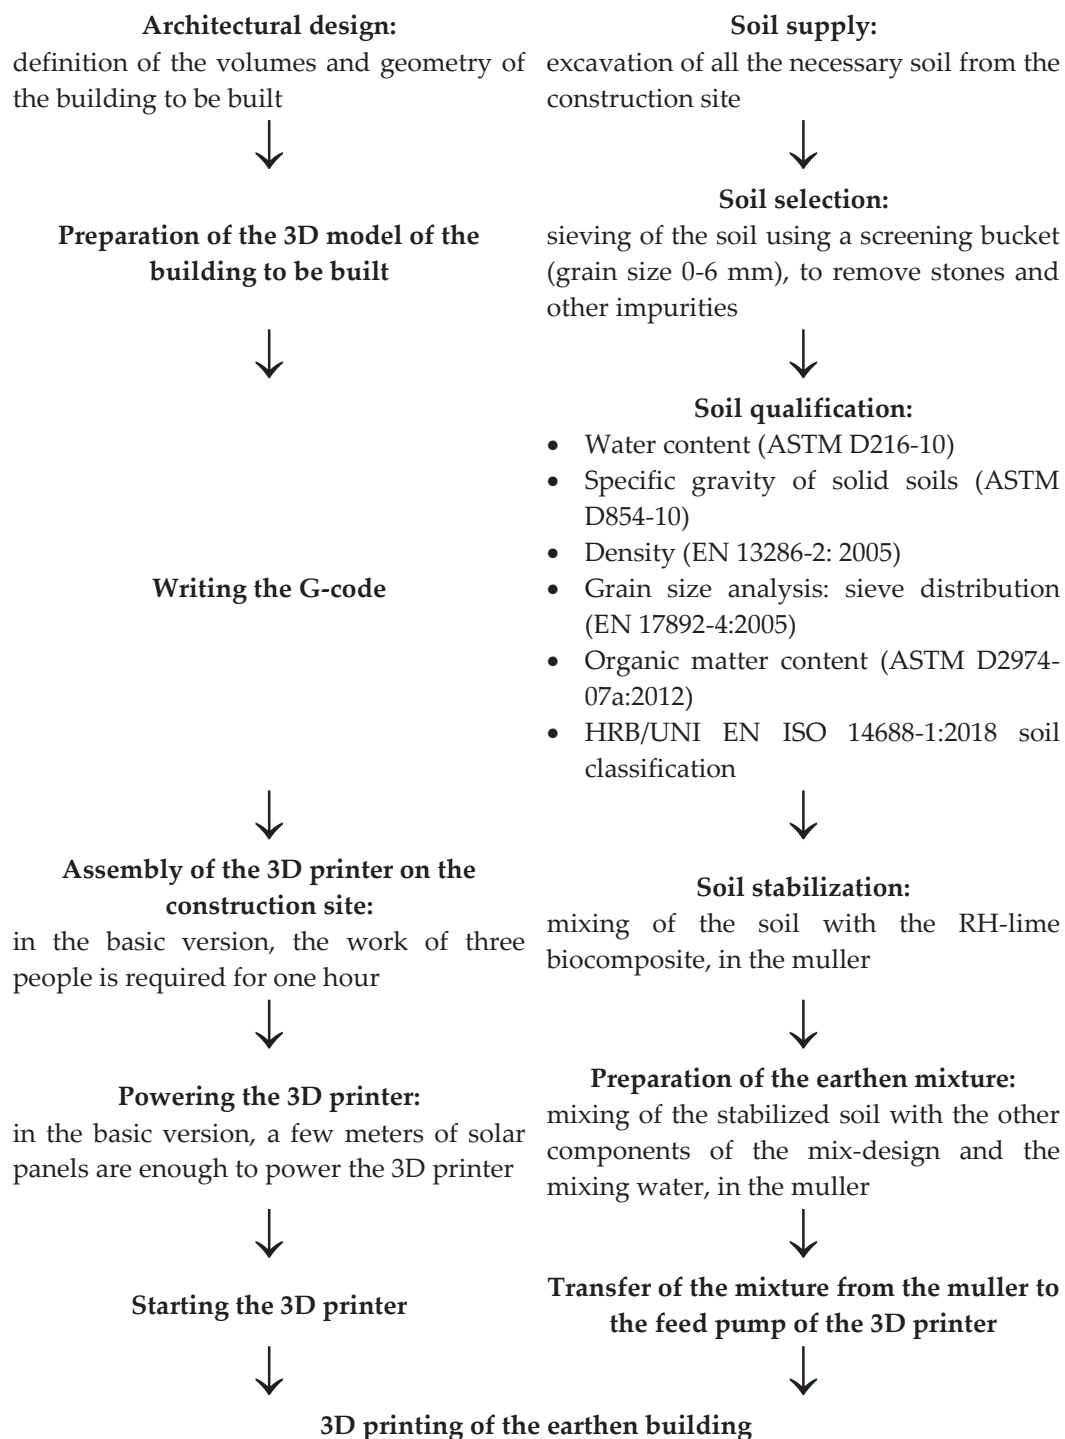 Architectural design:
definition of the volumes and geometry of
the building to be built
Soil supply:
excavation of all the necessary soil from the
construction site
Preparation of the 3D model of the
building to be built
Soil selection:
sieving of the soil using a screening bucket
(grain size 0-6 mm), to remove stones and
other impurities
Writing the G-code
Soil qualification:
• Water content (ASTM D216-10)
• Specific gravity of solid soils (ASTM
D854-10)
• Density (EN 13286-2: 2005)
• Grain size analysis: sieve distribution
(EN 17892-4:2005)
• Organic matter content (ASTM D2974-
07a:2012)
• HRB/UNI EN ISO 14688-1:2018 soil
classification
Assembly of the 3D printer on the
construction site:
in the basic version, the work of three
people is required for one hour
Soil stabilization:
mixing of the soil with the RH-lime
biocomposite, in the muller
Powering the 3D printer:
in the basic version, a few meters of solar
panels are enough to power the 3D printer
Preparation of the earthen mixture:
mixing of the stabilized soil with the other
components of the mix-design and the
mixing water, in the muller
Starting the 3D printer
Transfer of the mixture from the muller to
the feed pump of the 3D printer
3D printing of the earthen building